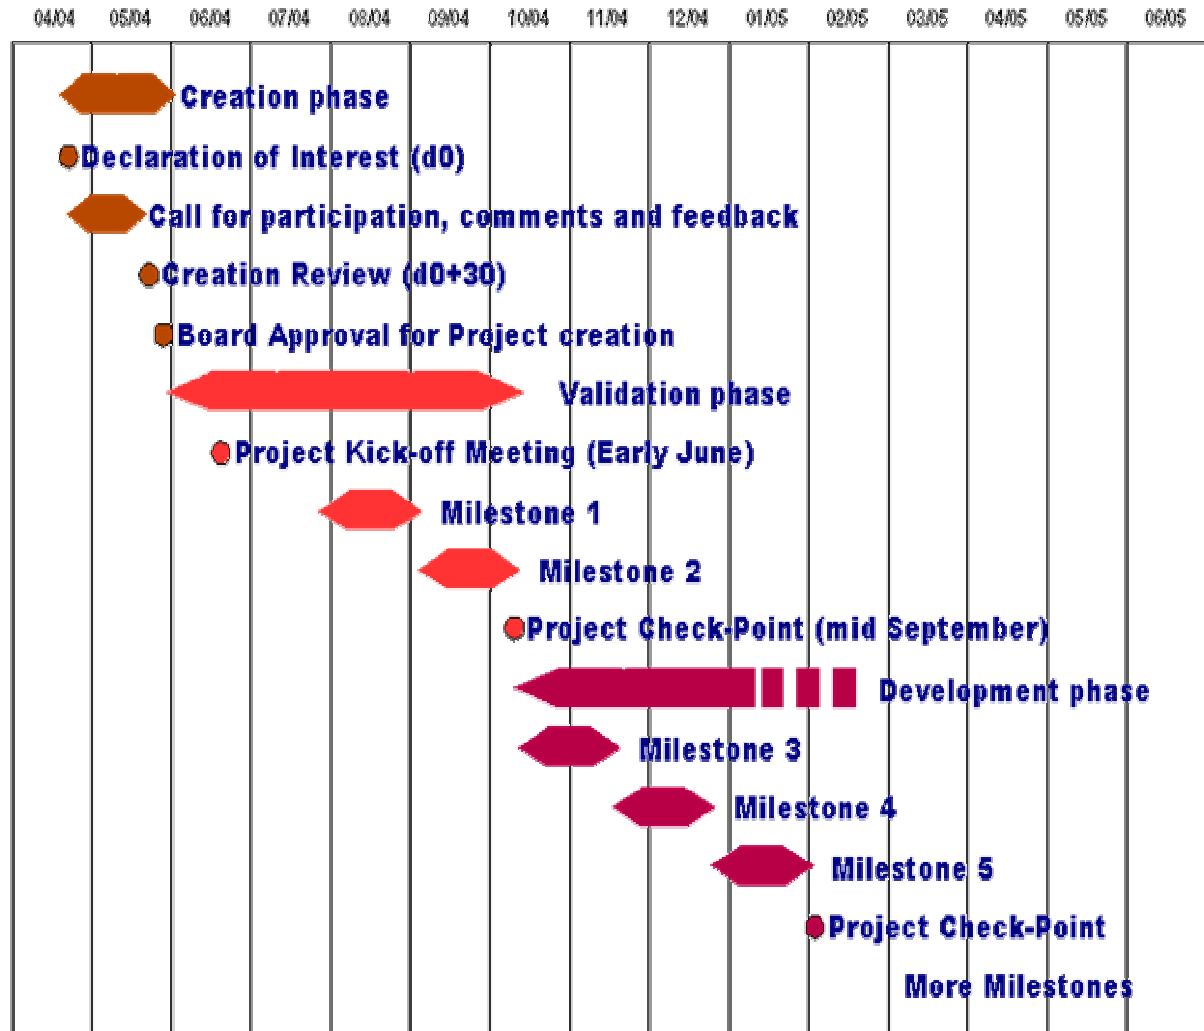 04/04 05/04 06/04 07/04 08/04 09/04 10/04 11/04 12/04 01/05 02/05 03/05 04/05 05/05 06/05
Creation phase
Declaration of Interest (d0)
Call for participation, comments and feedback
Creation Review (d0+30)
Board Approval for Project creation
Validation phase
Project Kick-off Meeting (Early June)
Milestone 1
Milestone 2
Project Check-Point (mid September)
Development phase
Milestone 3
Milestone 4
Milestone 5
Project Check-Point
More Milestones